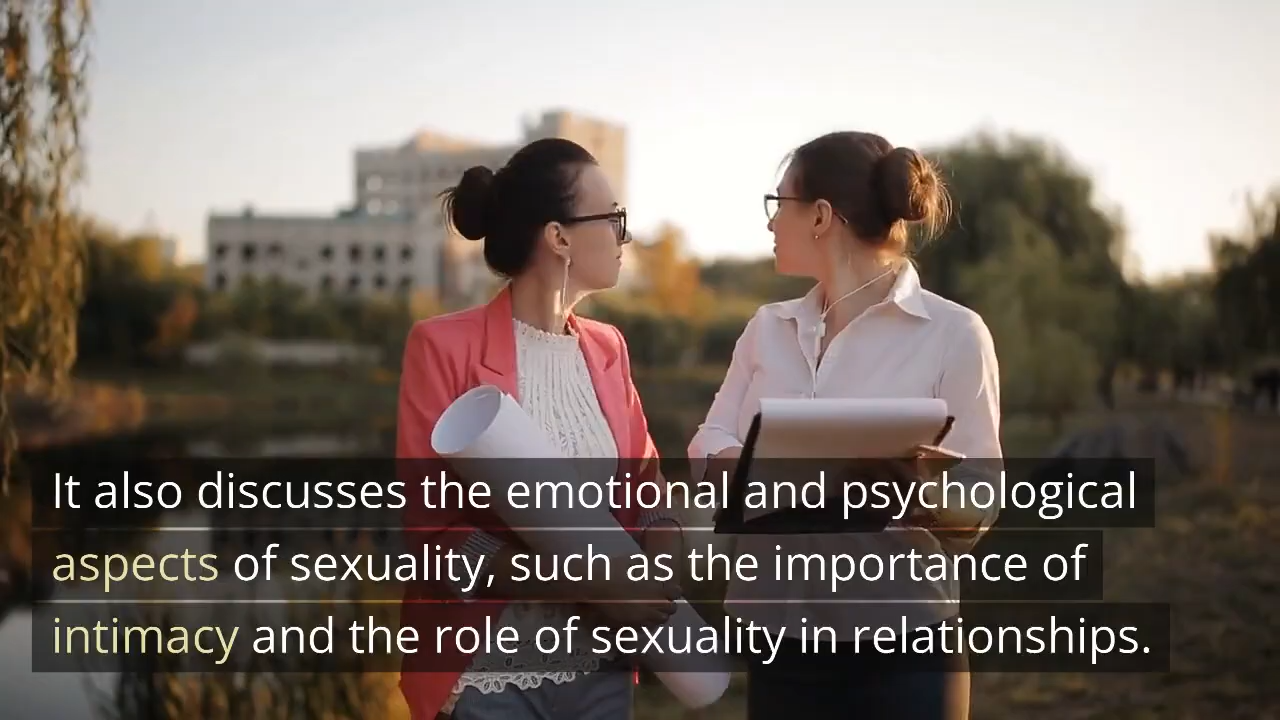 It also discusses the emotional and psychological
aspects of sexuality, such as the importance of
intimacy and the role of sexuality in relationships.